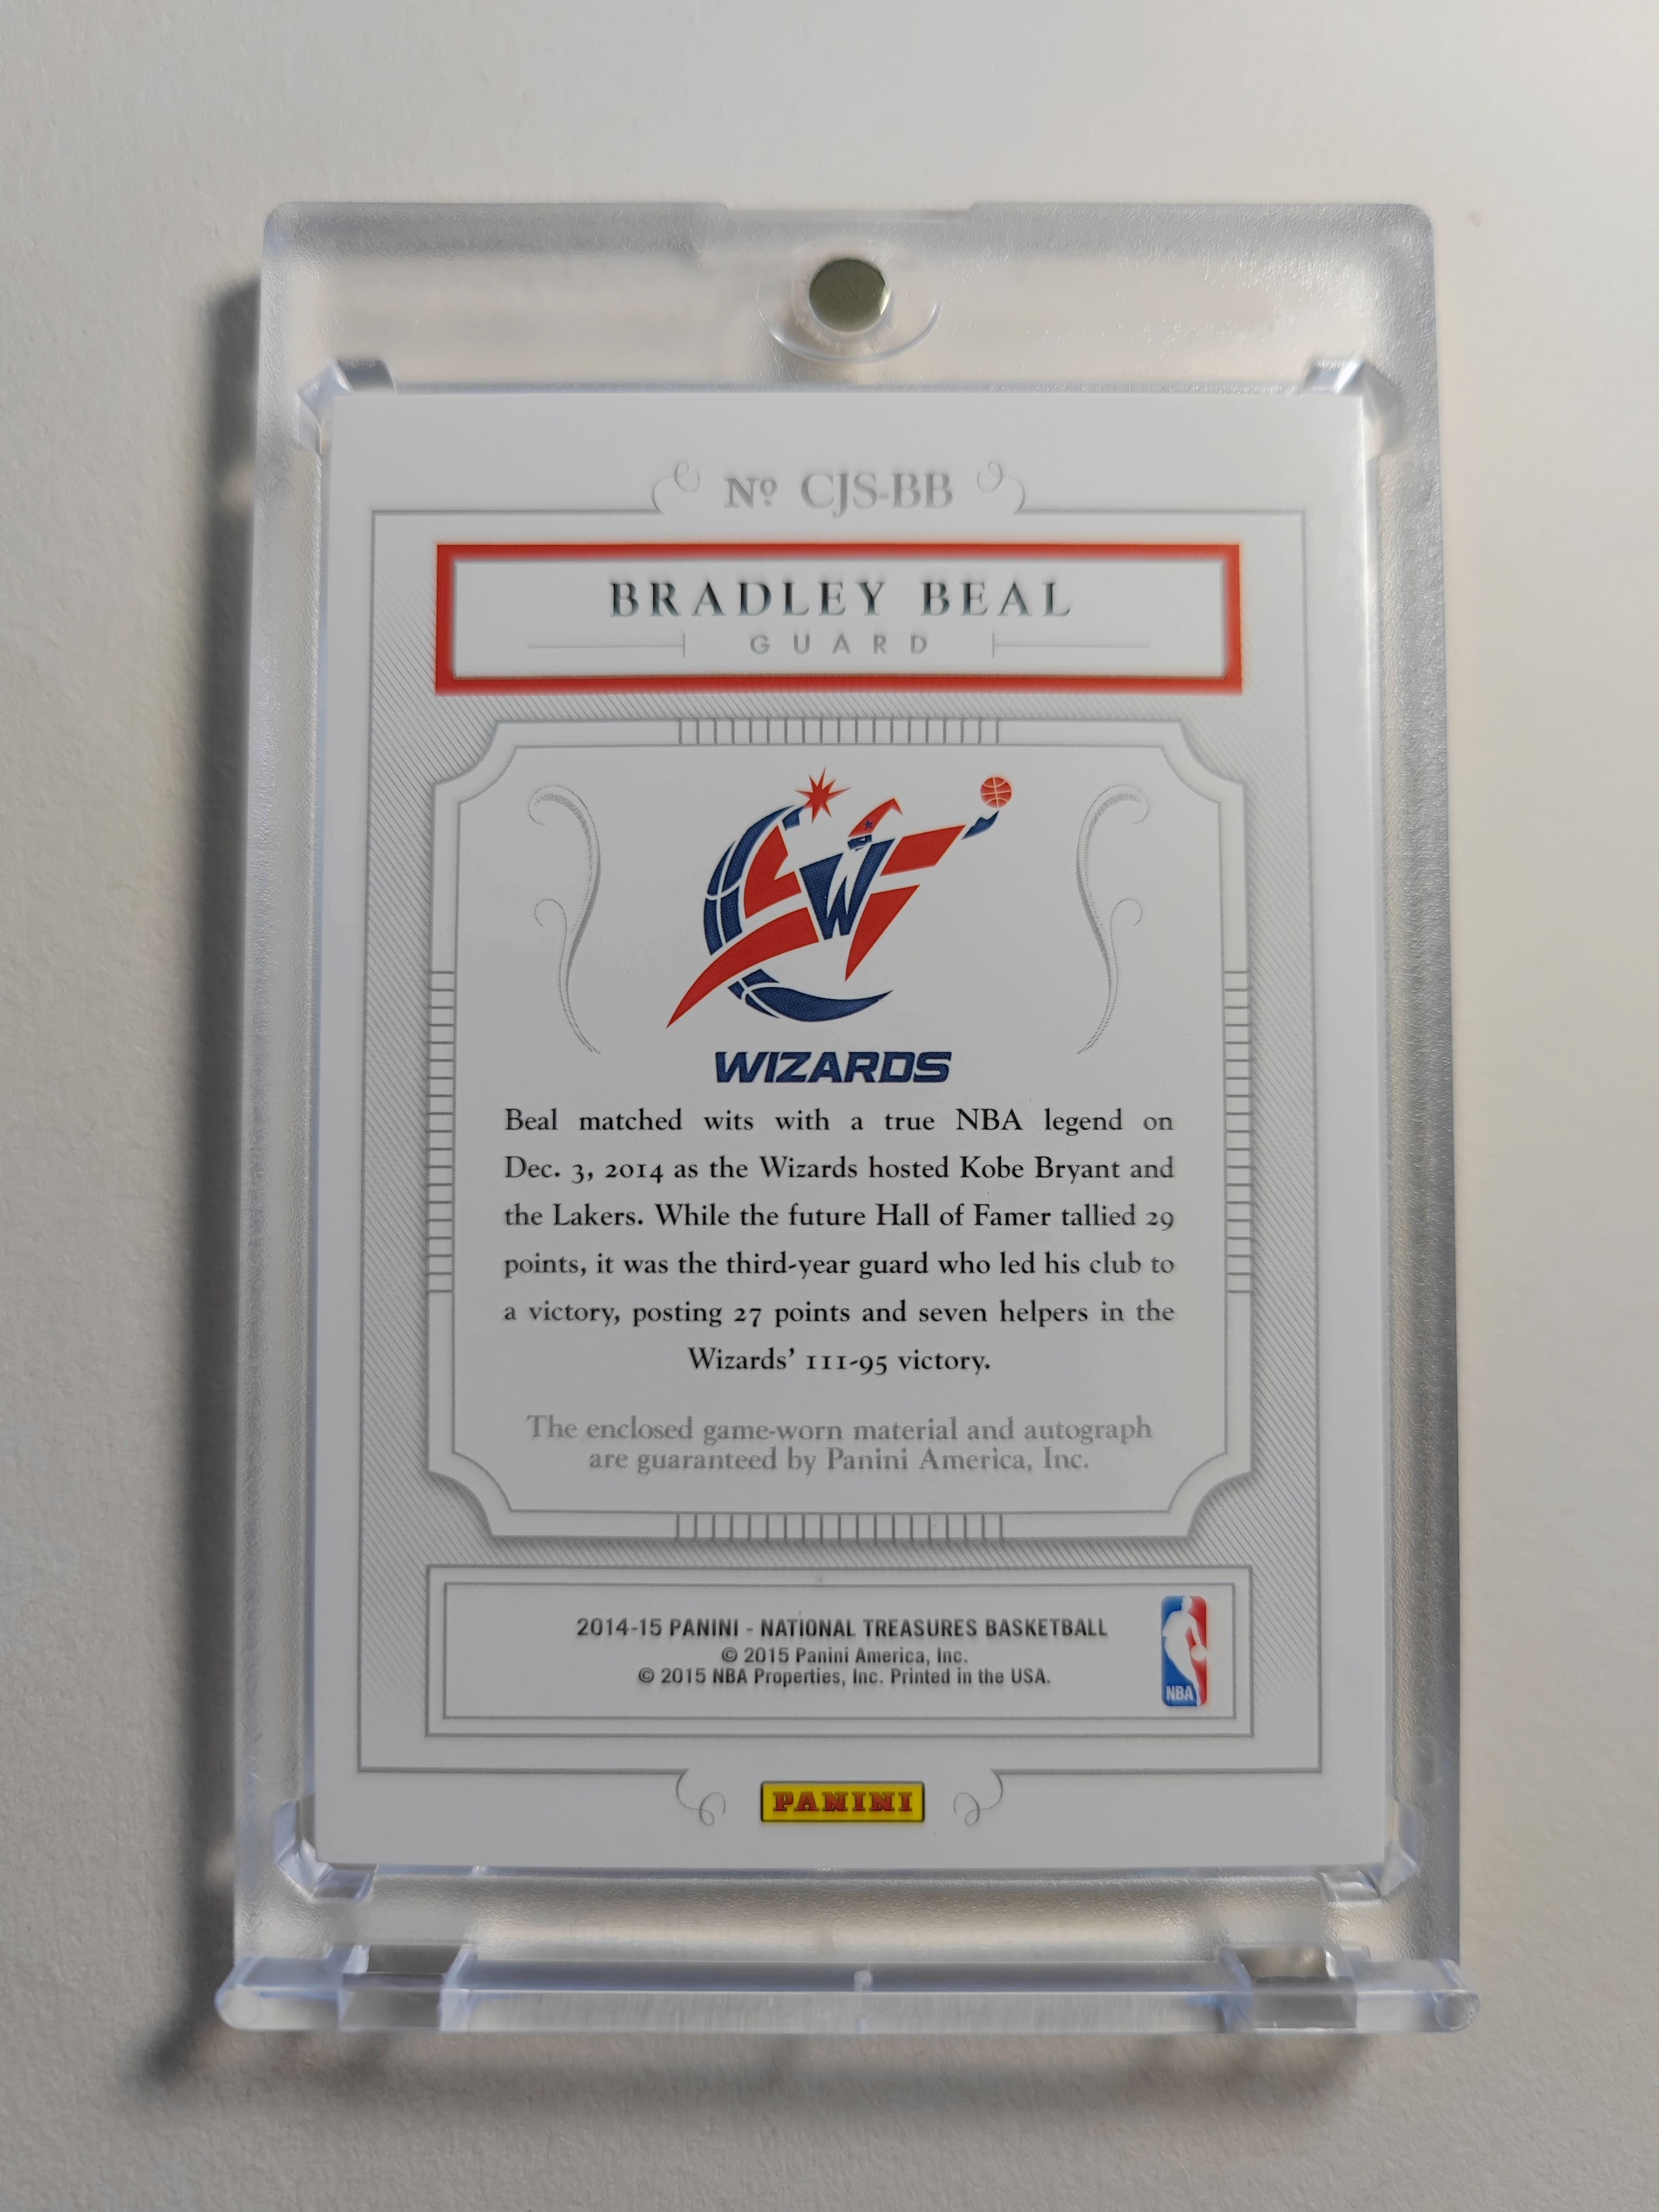 Nº CJS-BB
BRADLEY BEAL
GUARD
W
WIZARDS
Beal matched wits with a true NBA legend on
Dec. 3, 2014 as the Wizards hosted Kobe Bryant and
the Lakers. While the future Hall of Famer tallied 29
points, it was the third-year guard who led his club to
a victory, posting 27 points and seven helpers in the
Wizards’ 111-95 victory.
The enclosed game-worn material and autograph
are guaranteed by Panini America, Inc.
2014-15 PANINI - NATIONAL TREASURES BASKETBALL
© 2015 Panini America, Inc.
© 2015 NBA Properties, Inc. Printed in the USA.
NBA
PANINI